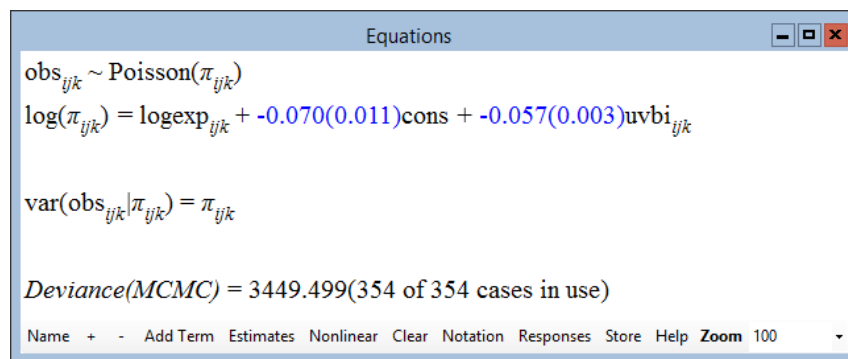 Equations
obs_ijk ~ Poisson(π_ijk)
log(π_ijk) = logexp_ijk + -0.070(0.011)cons + -0.057(0.003)uvbi_ijk
var(obs_ijk|π_ijk) = π_ijk
Deviance(MCMC) = 3449.499(354 of 354 cases in use)
Name + - Add Term Estimates Nonlinear Clear Notation Responses Store Help Zoom 100